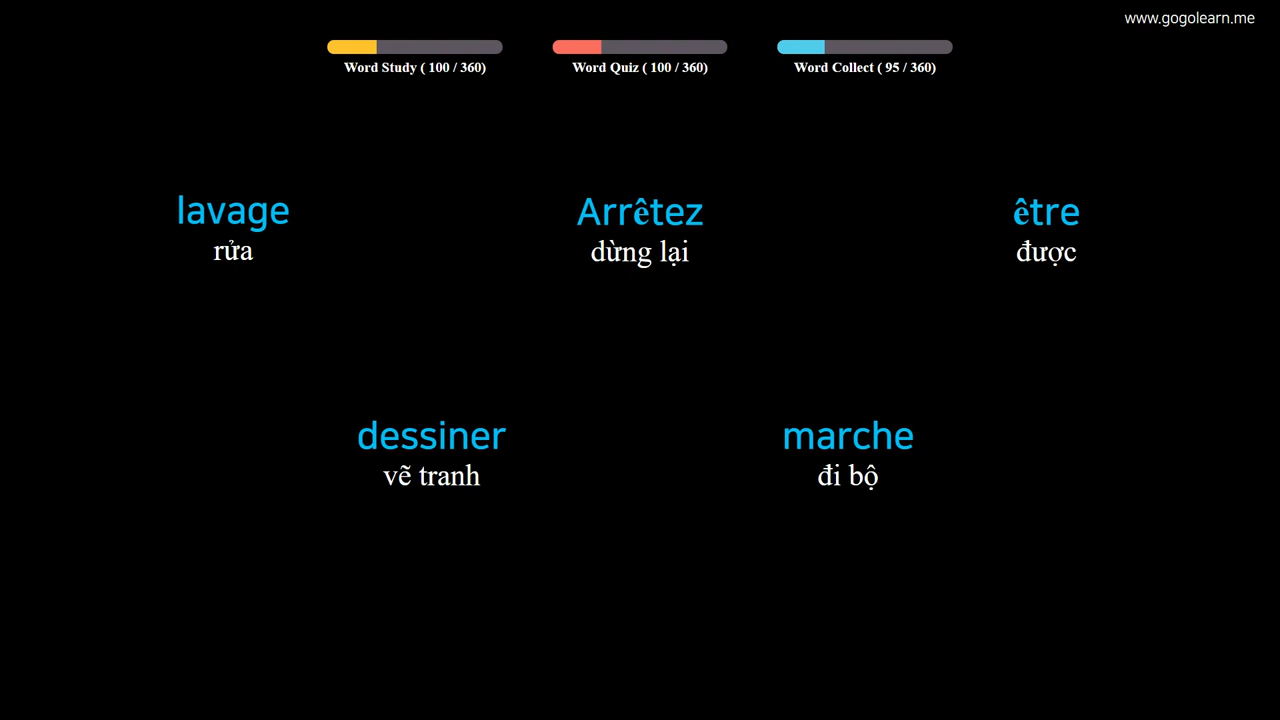 www.gogolearn.me
Word Study ( 100 / 360)
Word Quiz ( 100 / 360)
Word Collect ( 95 / 360)
lavage
rửa
Arrêtez
dừng lại
être
được
dessiner
vẽ tranh
marche
đi bộ